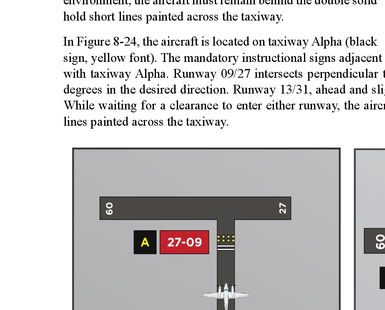 environment, the aircraft must remain behind the double solid
hold short lines painted across the taxiway.
In Figure 8-24, the aircraft is located on taxiway Alpha (black
sign, yellow font). The mandatory instructional signs adjacent
with taxiway Alpha. Runway 09/27 intersects perpendicular
degrees in the desired direction. Runway 13/31, ahead and
While waiting for a clearance to enter either runway, the
lines painted across the taxiway.
09
27
A 27-09
09